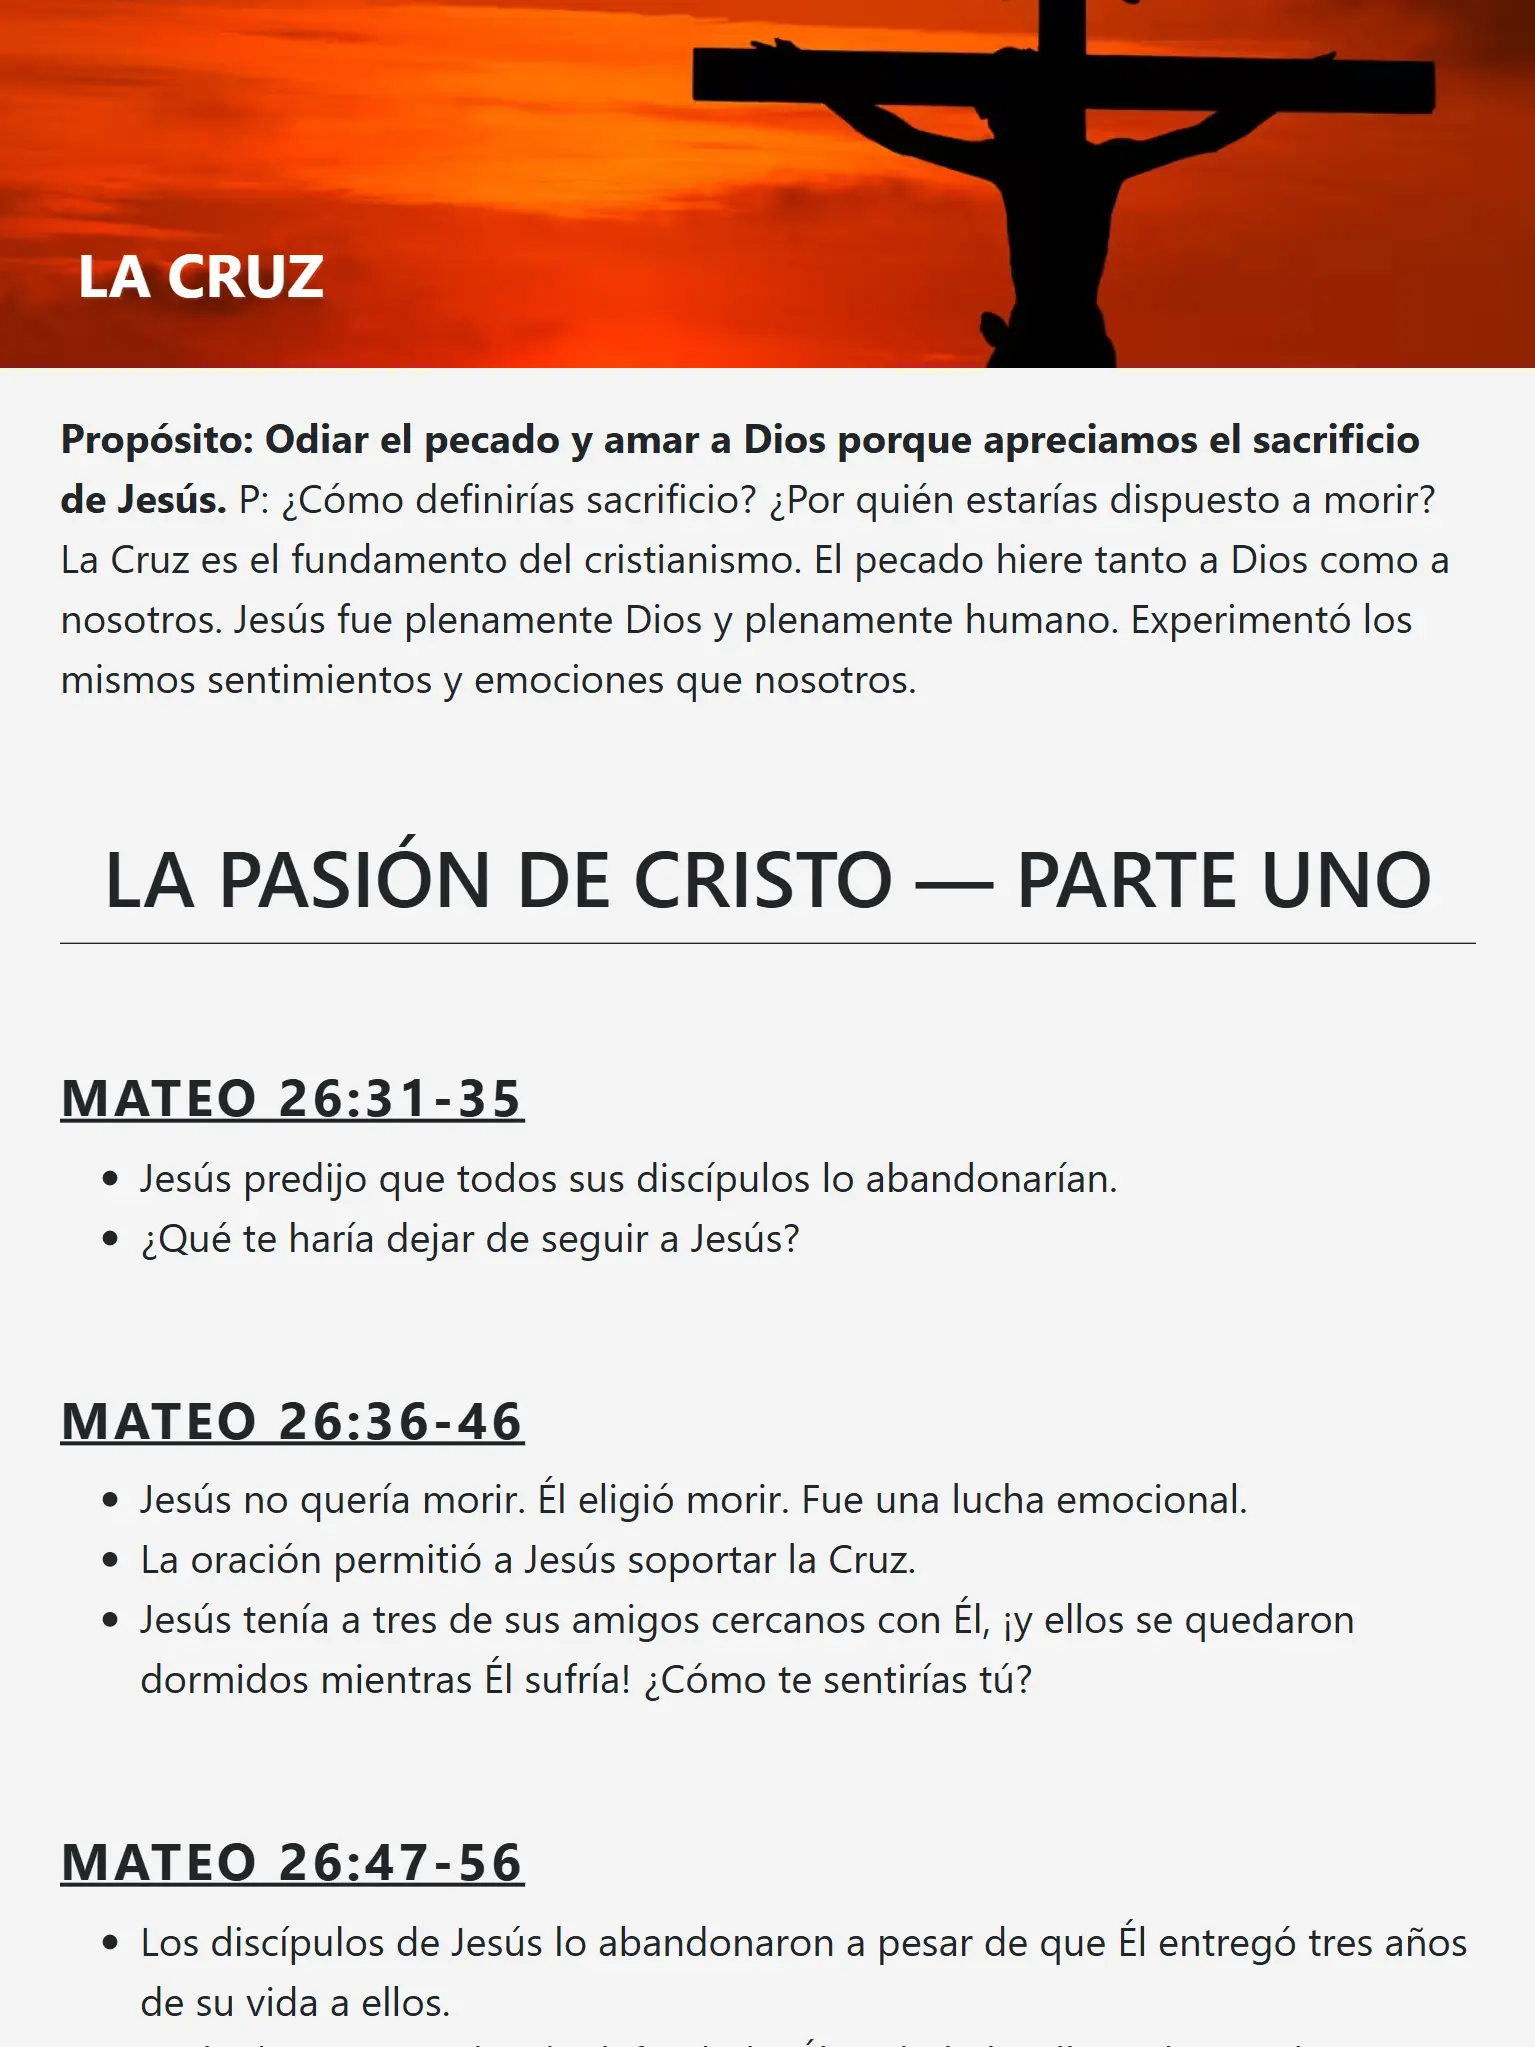 LA CRUZ
Propósito: Odiar el pecado y amar a Dios porque apreciamos el sacrificio
de Jesús. P: ¿Cómo definirías sacrificio? ¿Por quién estarías dispuesto a morir?
La Cruz es el fundamento del cristianismo. El pecado hiere tanto a Dios como a
nosotros. Jesús fue plenamente Dios y plenamente humano. Experimentó los
mismos sentimientos y emociones que nosotros.
LA PASIÓN DE CRISTO — PARTE UNO
MATEO 26:31-35
• Jesús predijo que todos sus discípulos lo abandonarían.
• ¿Qué te haría dejar de seguir a Jesús?
MATEO 26:36-46
• Jesús no quería morir. Él eligió morir. Fue una lucha emocional.
• La oración permitió a Jesús soportar la Cruz.
• Jesús tenía a tres de sus amigos cercanos con Él, ¡y ellos se quedaron
dormidos mientras Él sufría! ¿Cómo te sentirías tú?
MATEO 26:47-56
• Los discípulos de Jesús lo abandonaron a pesar de que Él entregó tres años
de su vida a ellos.